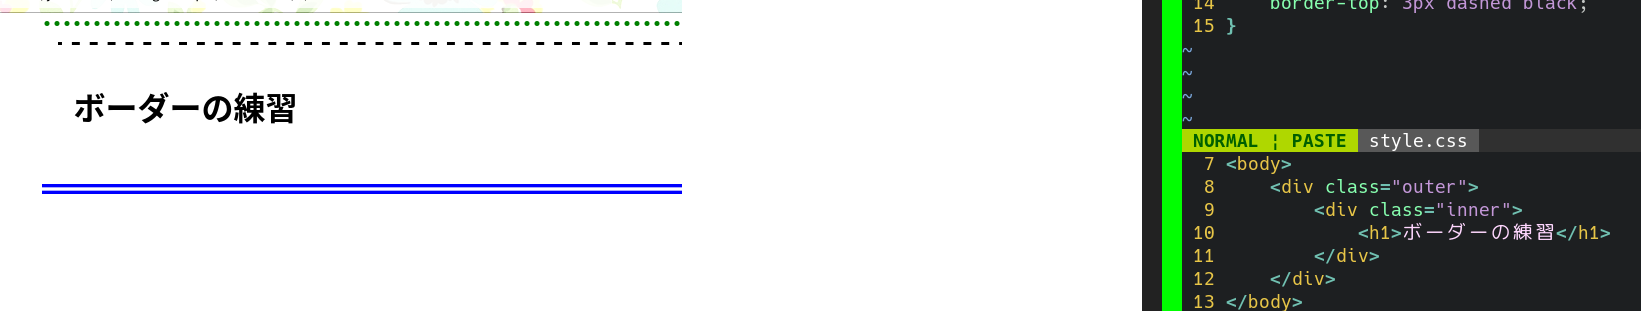 ボーダーの練習
14 border-top: 3px dashed black;
15 }
~
~
~
~
NORMAL ¦ PASTE style.css
7 <body>
8 <div class="outer">
9 <div class="inner">
10 <h1>ボーダーの練習</h1>
11 </div>
12 </div>
13 </body>